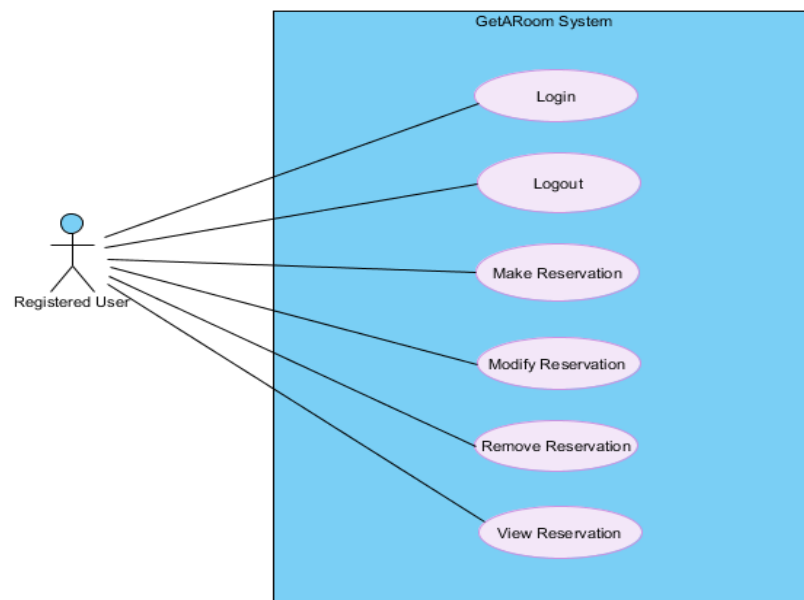 GetARoom System
Login
Logout
Make Reservation
Registered User
Modify Reservation
Remove Reservation
View Reservation